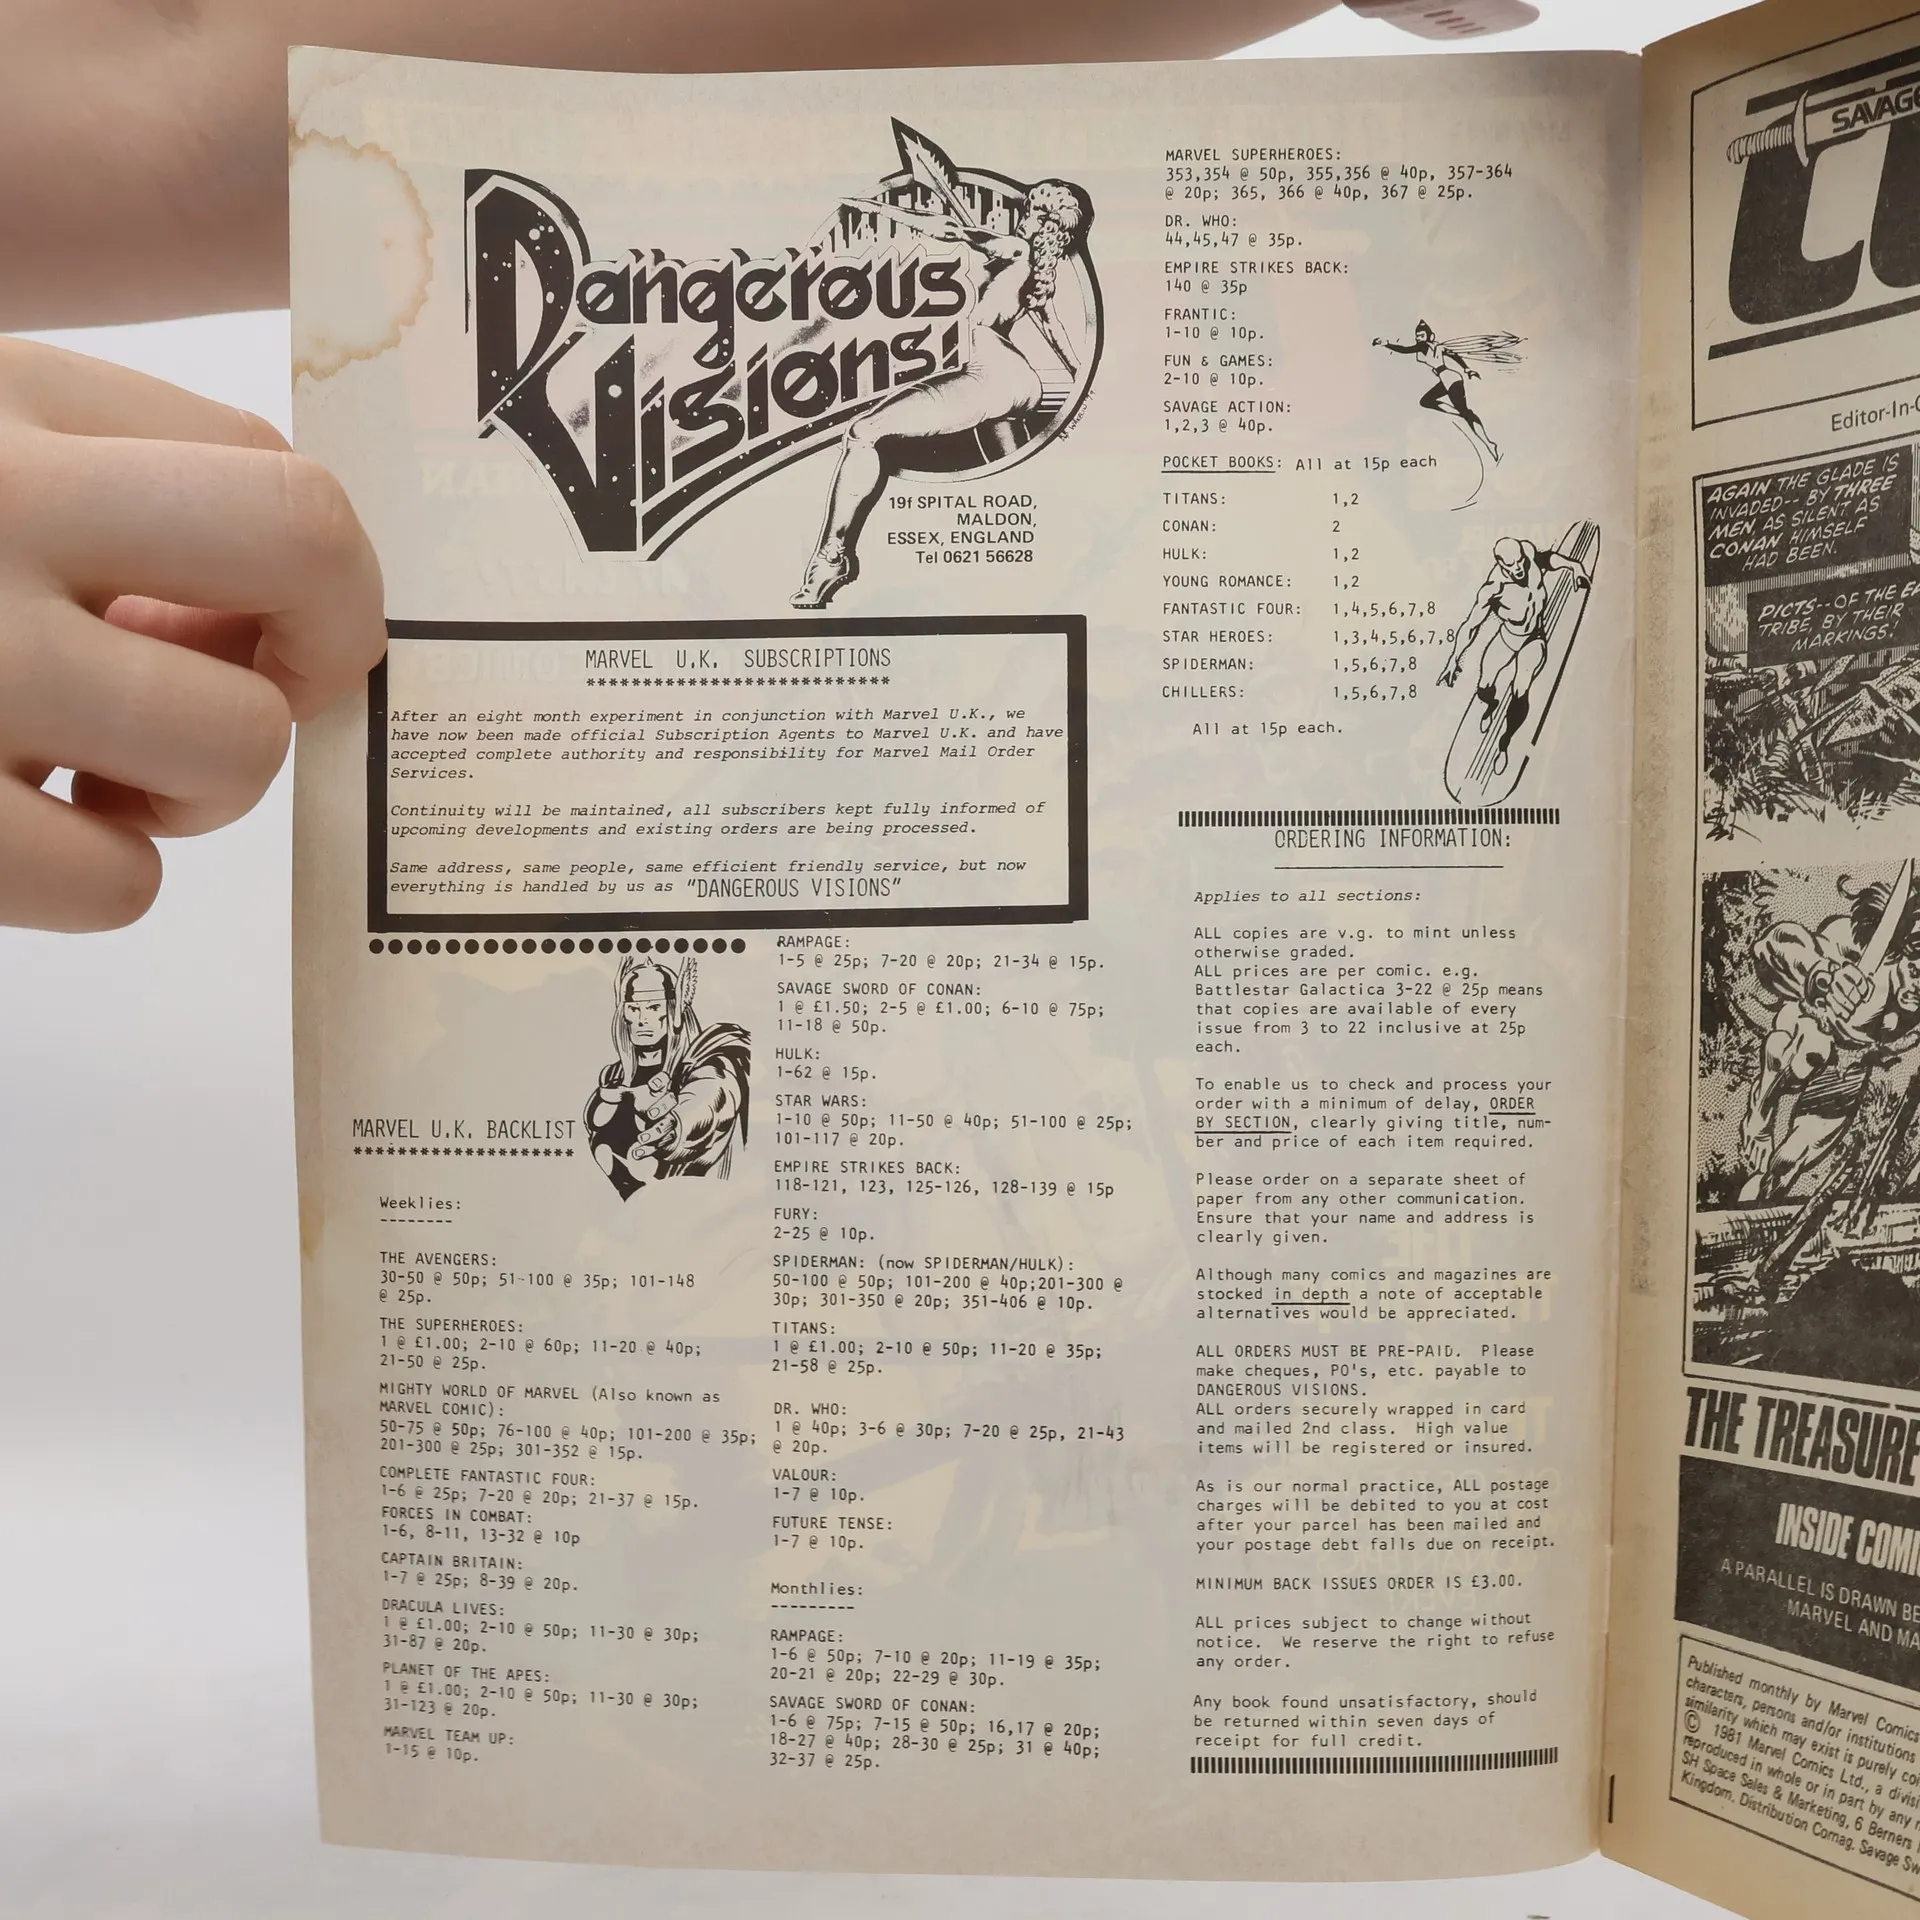 Dangerous
Visions!
19f SPITAL ROAD,
MALDON,
ESSEX, ENGLAND
Tel 0621 56628
MARVEL U.K. SUBSCRIPTIONS
***************************
After an eight month experiment in conjunction with Marvel U.K., we
have now been made official Subscription Agents to Marvel U.K. and have
accepted complete authority and responsibility for Marvel Mail Order
Services.
Continuity will be maintained, all subscribers kept fully informed of
upcoming developments and existing orders are being processed.
Same address, same people, same efficient friendly service, but now
everything is handled by us as "DANGEROUS VISIONS"
MARVEL U.K. BACKLIST
********************
Weeklies:
--------
THE AVENGERS:
30-50 @ 50p; 51-100 @ 35p; 101-148
@ 25p.
THE SUPERHEROES:
1 @ £1.00; 2-10 @ 60p; 11-20 @ 40p;
21-50 @ 25p.
MIGHTY WORLD OF MARVEL (Also known as
MARVEL COMIC):
50-75 @ 50p; 76-100 @ 40p; 101-200 @ 35p;
201-300 @ 25p; 301-352 @ 15p.
COMPLETE FANTASTIC FOUR:
1-6 @ 25p; 7-20 @ 20p; 21-37 @ 15p.
FORCES IN COMBAT:
1-6, 8-11, 13-32 @ 10p
CAPTAIN BRITAIN:
1-7 @ 25p; 8-39 @ 20p.
DRACULA LIVES:
1 @ £1.00; 2-10 @ 50p; 11-30 @ 30p;
31-87 @ 20p.
PLANET OF THE APES:
1 @ £1.00; 2-10 @ 50p; 11-30 @ 30p;
31-123 @ 20p.
MARVEL TEAM UP:
1-15 @ 10p.
RAMPAGE:
1-5 @ 25p; 7-20 @ 20p; 21-34 @ 15p.
SAVAGE SWORD OF CONAN:
1 @ £1.50; 2-5 @ £1.00; 6-10 @ 75p;
11-18 @ 50p.
HULK:
1-62 @ 15p.
STAR WARS:
1-10 @ 50p; 11-50 @ 40p; 51-100 @ 25p;
101-117 @ 20p.
EMPIRE STRIKES BACK:
118-121, 123, 125-126, 128-139 @ 15p
FURY:
2-25 @ 10p.
SPIDERMAN: (now SPIDERMAN/HULK):
50-100 @ 50p; 101-200 @ 40p;201-300 @
30p; 301-350 @ 20p; 351-406 @ 10p.
TITANS:
1 @ £1.00; 2-10 @ 50p; 11-20 @ 35p;
21-58 @ 25p.
DR. WHO:
1 @ 40p; 3-6 @ 30p; 7-20 @ 25p, 21-43
@ 20p.
VALOUR:
1-7 @ 10p.
FUTURE TENSE:
1-7 @ 10p.
Monthlies:
---------
RAMPAGE:
1-6 @ 50p; 7-10 @ 20p; 11-19 @ 35p;
20-21 @ 20p; 22-29 @ 30p.
SAVAGE SWORD OF CONAN:
1-6 @ 75p; 7-15 @ 50p; 16,17 @ 20p;
18-27 @ 40p; 28-30 @ 25p; 31 @ 40p;
32-37 @ 25p.
MARVEL SUPERHEROES:
353,354 @ 50p, 355,356 @ 40p, 357-364
@ 20p; 365, 366 @ 40p, 367 @ 25p.
DR. WHO:
44,45,47 @ 35p.
EMPIRE STRIKES BACK:
140 @ 35p
FRANTIC:
1-10 @ 10p.
FUN & GAMES:
2-10 @ 10p.
SAVAGE ACTION:
1,2,3 @ 40p.
POCKET BOOKS: All at 15p each
TITANS: 1,2
CONAN: 2
HULK: 1,2
YOUNG ROMANCE: 1,2
FANTASTIC FOUR: 1,4,5,6,7,8
STAR HEROES: 1,3,4,5,6,7,8
SPIDERMAN: 1,5,6,7,8
CHILLERS: 1,5,6,7,8
All at 15p each.
ORDERING INFORMATION:
Applies to all sections:
ALL copies are v.g. to mint unless
otherwise graded.
ALL prices are per comic. e.g.
Battlestar Galactica 3-22 @ 25p means
that copies are available of every
issue from 3 to 22 inclusive at 25p
each.
To enable us to check and process your
order with a minimum of delay, ORDER
BY SECTION, clearly giving title, num-
ber and price of each item required.
Please order on a separate sheet of
paper from any other communication.
Ensure that your name and address is
clearly given.
Although many comics and magazines are
stocked in depth a note of acceptable
alternatives would be appreciated.
ALL ORDERS MUST BE PRE-PAID. Please
make cheques, PO's, etc. payable to
DANGEROUS VISIONS.
ALL orders securely wrapped in card
and mailed 2nd class. High value
items will be registered or insured.
As is our normal practice, ALL postage
charges will be debited to you at cost
after your parcel has been mailed and
your postage debt falls due on receipt.
MINIMUM BACK ISSUES ORDER IS £3.00.
ALL prices subject to change without
notice. We reserve the right to refuse
any order.
Any book found unsatisfactory, should
be returned within seven days of
receipt for full credit.
SAVAGE
Editor-In-
AGAIN THE GLADE IS
INVADED-- BY THREE
MEN, AS SILENT AS
CONAN HIMSELF
HAD BEEN.
PICTS--OF THE
TRIBE, BY THEIR
MARKINGS!
THE TREASURE
INSIDE
A PARALLEL IS DRAWN
MARVEL AND
Published monthly by Marvel Comics
characters, persons and/or institutions
similarity which may exist is purely
© 1981 Marvel Comics Ltd., a
reproduced in whole or in part by any
SH Space Sales & Marketing, 6 Berners
Kingdom. Distribution Comag. Savage